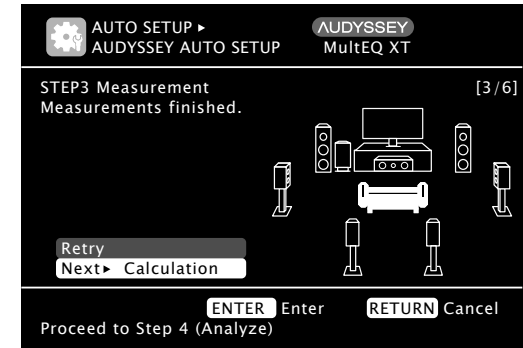 AUTO SETUP ▸
AUDYSSEY AUTO SETUP
AUDYSSEY
MultEQ XT
STEP3 Measurement
[3/6]
Measurements finished.
Retry
Next▸ Calculation
ENTER Enter
RETURN Cancel
Proceed to Step 4 (Analyze)